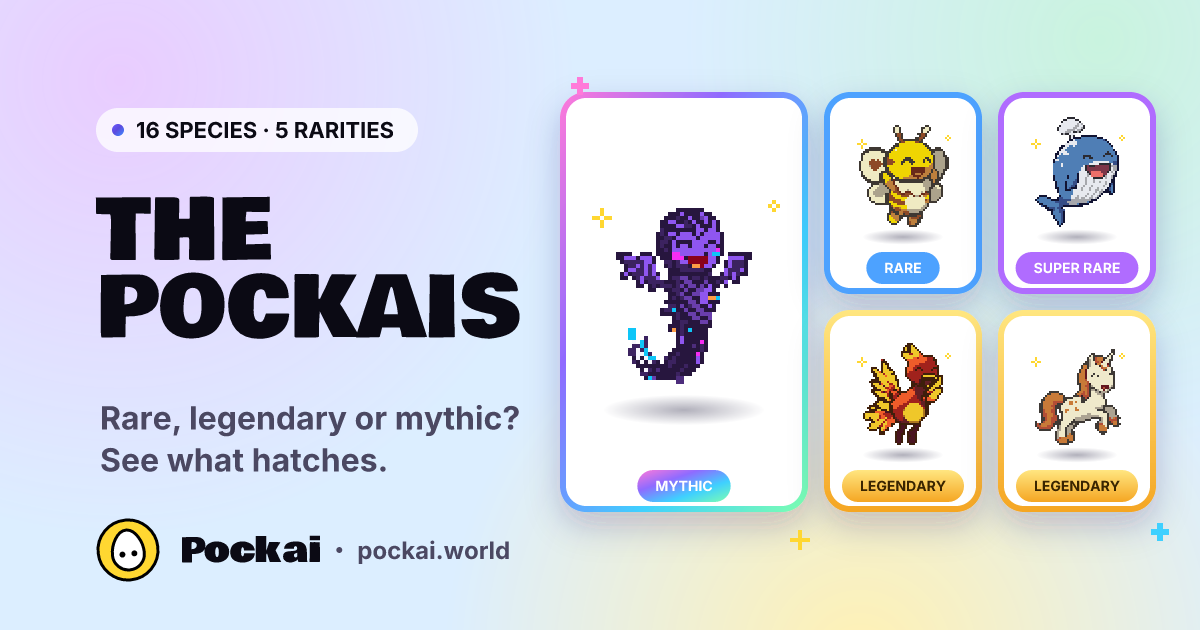 16 SPECIES · 5 RARITIES
THE
POCKAIS
Rare, legendary or mythic?
See what hatches.
Pockai · pockai.world
MYTHIC
RARE
SUPER RARE
LEGENDARY
LEGENDARY